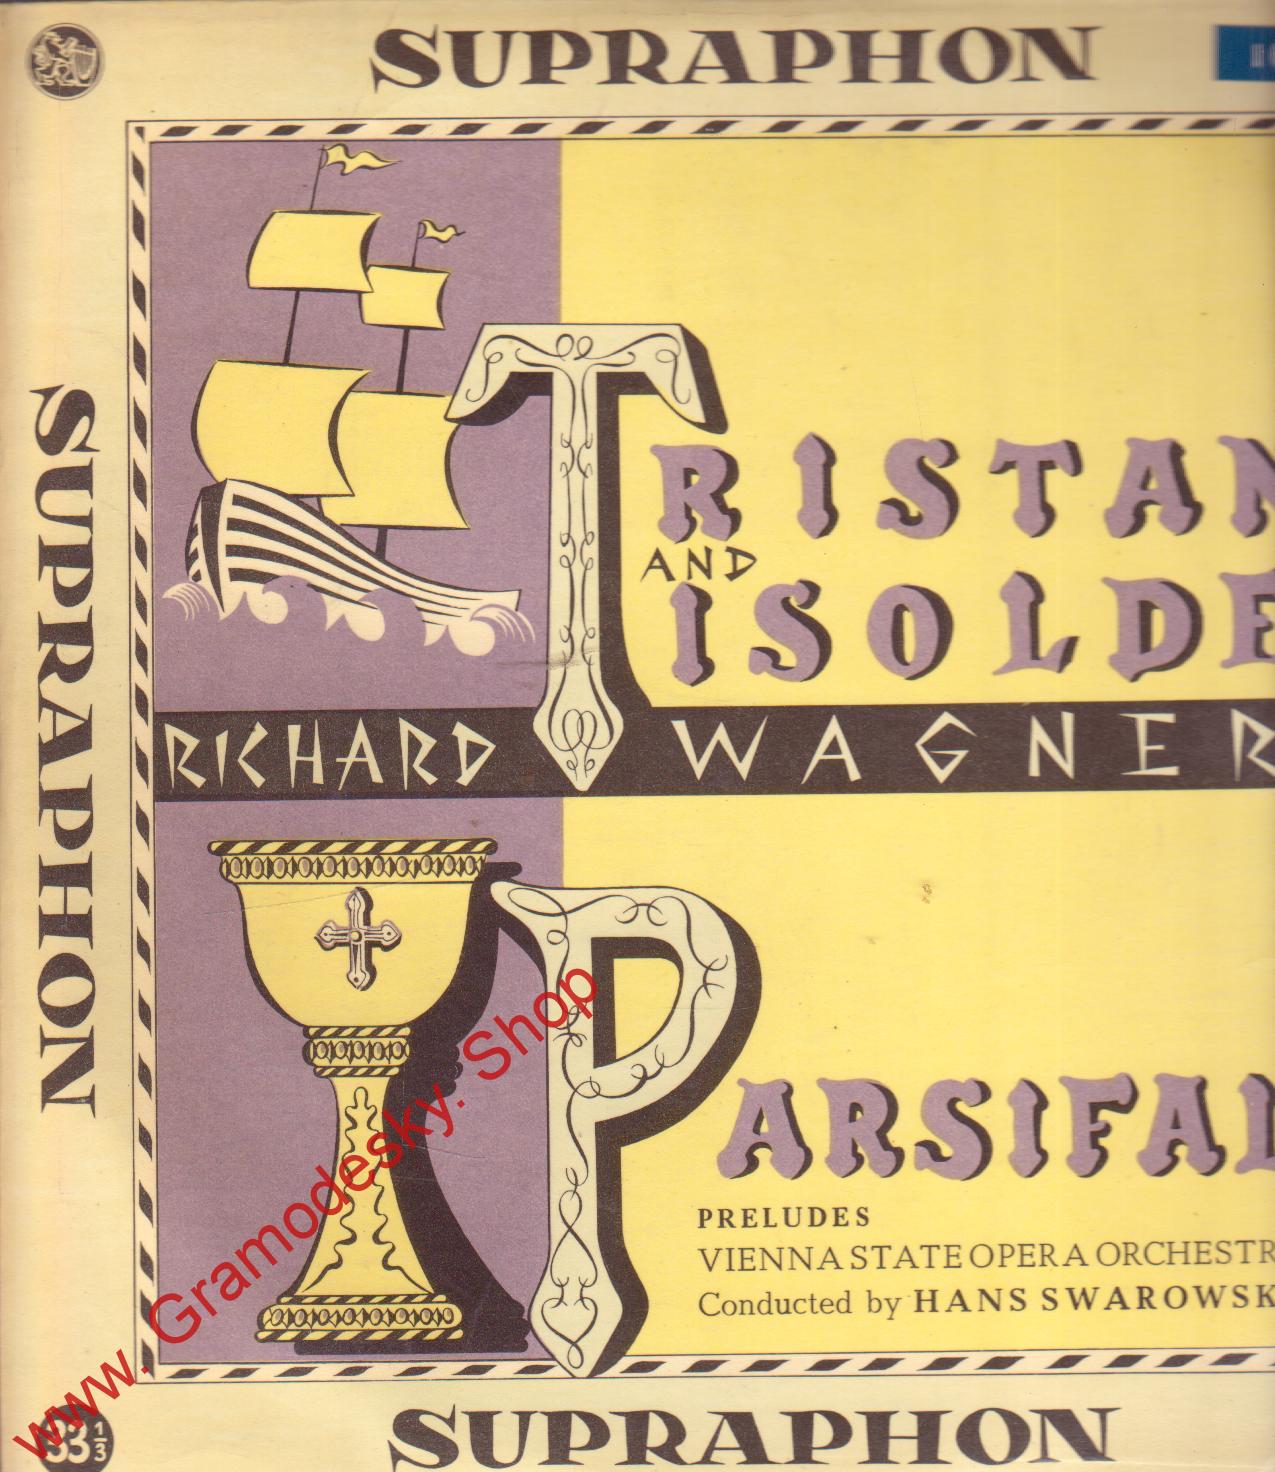 SUPRAPHON
SUPRAPHON
TRISTAN
AND
ISOLDE
RICHARD WAGNER
PARSIFAL
PRELUDES
VIENNA STATE OPERA ORCHESTR
Conducted by HANS SWAROWSK
www. Gramodesky. Shop
33 1/3
SUPRAPHON